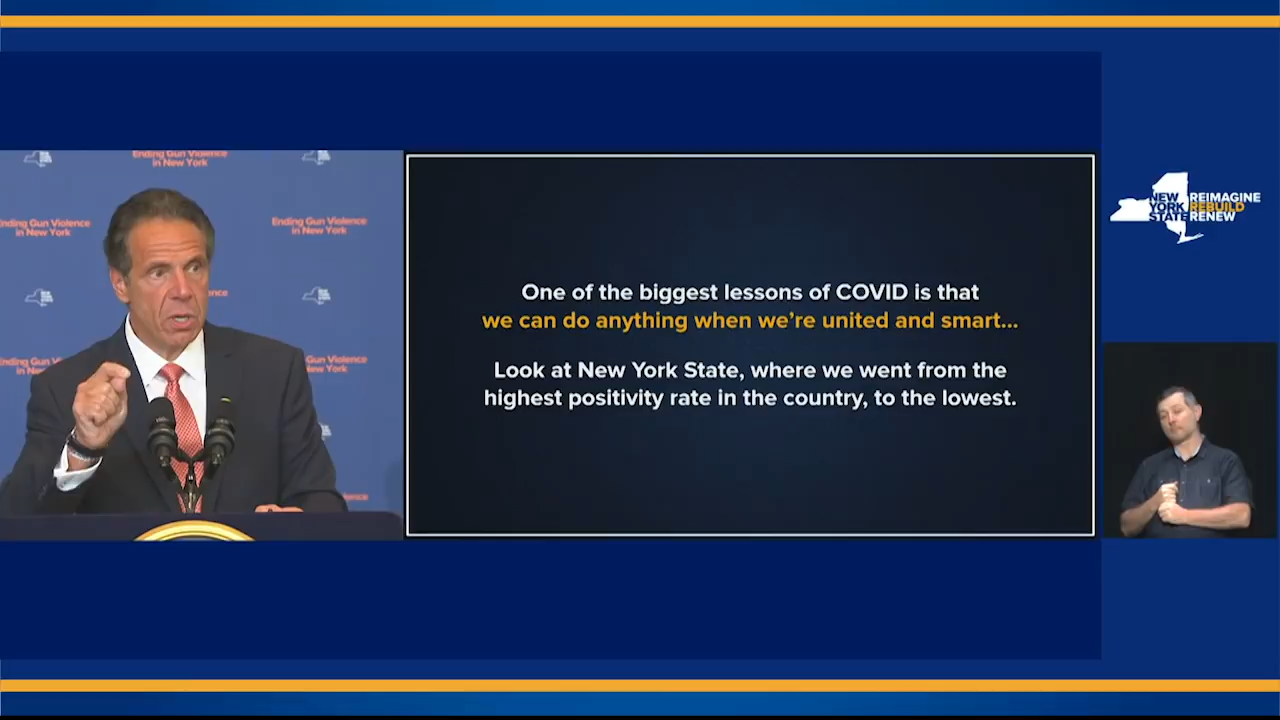 Ending Gun Violence
in New York
Ending Gun Violence
in New York
Ending Gun Violence
in New York
One of the biggest lessons of COVID is that
we can do anything when we're united and smart...
Look at New York State, where we went from the
highest positivity rate in the country, to the lowest.
NEW
YORK
STATE
REIMAGINE
REBUILD
RENEW